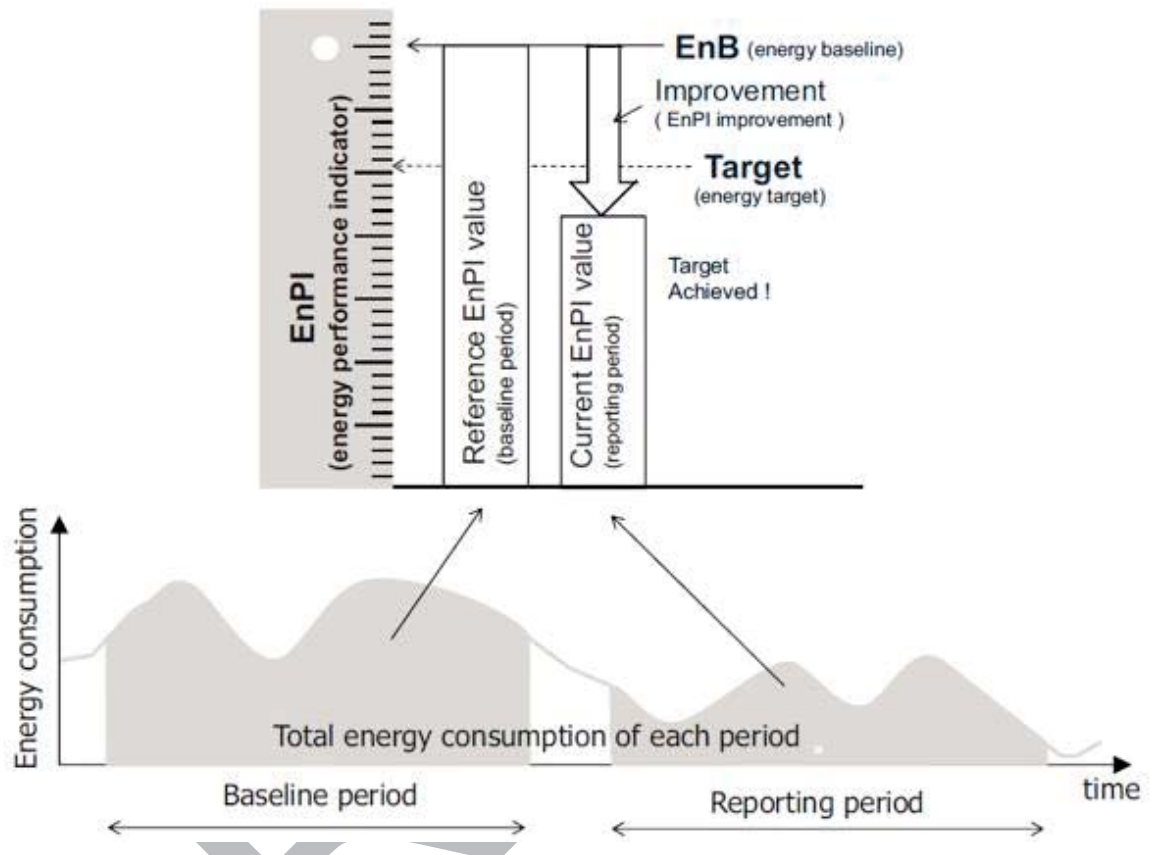 EnB (energy baseline)
Improvement
( EnPI improvement )
Target
(energy target)
Target
Achieved !
EnPI
(energy performance indicator)
Reference EnPI value
(baseline period)
Current EnPI value
(reporting period)
Energy consumption
Total energy consumption of each period
time
Baseline period
Reporting period